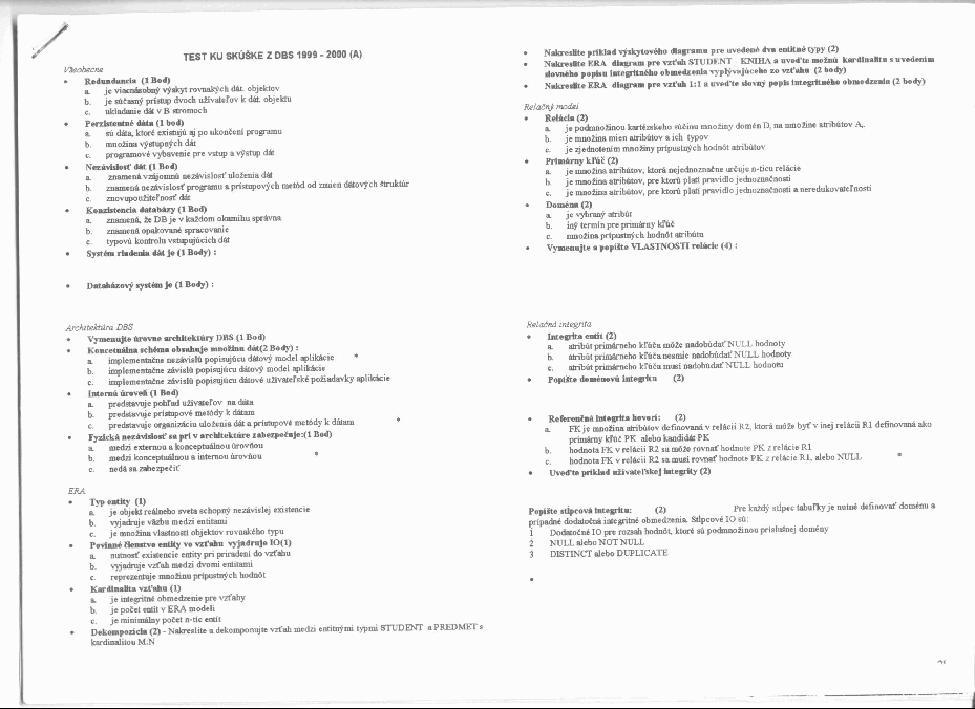 TEST KU SKÚŠKE Z DBS 1999 - 2000 (A)
Všeobecne
• Redundancia (1 Bod)
a. je viacnásobný výskyt rovnakých dát. objektov
b. je súčasný prístup dvoch užívateľov k dát. objektu
c. ukladanie dát v B stromoch
• Perzistentné dáta (1 bod)
a. sú dáta, ktoré existujú aj po ukončení programu
b. množina výstupných dát
c. programové vybavenie pre vstup a výstup dát
• Nezávislosť dát (1 Bod)
a. znamená vzájomnú nezávislosť uloženia dát
b. znamená nezávislosť programu a prístupových metód od zmien dátových štruktúr
c. znovupoužiteľnosť dát
• Konzistencia databázy (1 Bod)
a. znamená, že DB je v každom okamihu správna
b. znamená opakované spracovanie
c. typovú kontrolu vstupujúcich dát
• Systém riadenia dát je (1 Body) :
• Databázový systém je (1 Body) :
Architektúra DBS
• Vymenujte úrovne architektúry DBS (1 Bod)
• Koncetuálna schéma obsahuje množinu dát(2 Body) :
a. implementačne nezávislú popisujúcu dátový model aplikácie *
b. implementačne závislú popisujúcu dátový model aplikácie
c. implementačne závislú popisujúcu dátové užívateľské požiadavky aplikácie
• Interná úroveň (1 Bod)
a. predstavuje pohľad užívateľov na dáta
b. predstavuje prístupové metódy k dátam
c. predstavuje organizáciu uloženia dát a prístupové metódy k dátam *
• Fyzická nezávislosť sa pri v architektúre zabezpečuje:(1 Bod)
a. medzi externou a konceptuálnou úrovňou
b. medzi konceptuálnou a internou úrovňou *
c. nedá sa zabezpečiť
ERA
• Typ entity (1)
a. je objekt reálneho sveta schopný nezávislej existencie
b. vyjadruje väzbu medzi entitami
c. je množina vlastností objektov rovnakého typu
• Povinné členstvo entity vo vzťahu vyjadruje IO(1)
a. nutnosť existencie entity pri priradení do vzťahu
b. vyjadruje vzťah medzi dvomi entitami
c. reprezentuje množinu prípustných hodnôt
• Kardinalita vzťahu (1)
a. je integritné obmedzenie pre vzťahy
b. je počet entít v ERA modeli
c. je minimálny počet n-tíc entít
• Dekompozícia (2) - Nakreslite a dekomponujte vzťah medzi entitnými typmi STUDENT a PREDMET s
kardinalitou M:N
• Nakreslite príklad výskytového diagramu pre uvedené dva entitné typy (2)
• Nakreslite ERA diagram pre vzťah STUDENT - KNIHA a uveďte možnú kardinalitu s uvedením
slovného popisu integritného obmedzenia vyplývajúceho zo vzťahu (2 body)
• Nakreslite ERA diagram pre vzťah 1:1 a uveďte slovný popis integritného obmedzenia (2 body)
Relačný model
• Relácia (2)
a. je podmnožinou kartézskeho súčinu množiny domén Dᵢ na množine atribútov Aᵢ.
b. je množina mien atribútov a ich typov
c. je zjednotením množiny prípustných hodnôt atribútov
• Primárny kľúč (2)
a. je množina atribútov, ktorá nejednoznačne určuje n-ticu relácie
b. je množina atribútov, pre ktorú platí pravidlo jednoznačnosti
c. je množina atribútov, pre ktorú platí pravidlo jednoznačnosti a neredukovateľnosti
• Doména (2)
a. je vybraný atribút
b. iný termín pre primárny kľúč
c. množina prípustných hodnôt atribútu
• Vymenujte a popíšte VLASTNOSTI relácie (4) :
Relačná integrita
• Integrita entít (2)
a. atribút primárneho kľúča môže nadobúdať NULL hodnoty
b. atribút primárneho kľúča nesmie nadobúdať NULL hodnoty
c. atribút primárneho kľúča musí nadobúdať NULL hodnotu
• Popíšte doménovú integritu (2)
• Referenčná integrita hovorí: (2)
a. FK je množina atribútov definovaná v relácii R2, ktorá môže byť v inej relácii R1 definovaná ako
primárny kľúč PK alebo kandidát PK
b. hodnota FK v relácii R2 sa môže rovnať hodnote PK z relácie R1
c. hodnota FK v relácii R2 sa musí rovnať hodnote PK z relácie R1, alebo NULL *
• Uveďte príklad užívateľskej integrity (2)
Popíšte stĺpcovú integritu: (2) Pre každý stĺpec tabuľky je nutné definovať doménu a
prípadné dodatočné integritné obmedzenia. Stĺpcové IO sú:
1 Dodatočné IO pre rozsah hodnôt, ktoré sú podmnožinou príslušnej domény
2 NULL alebo NOT NULL
3 DISTINCT alebo DUPLICATE
•